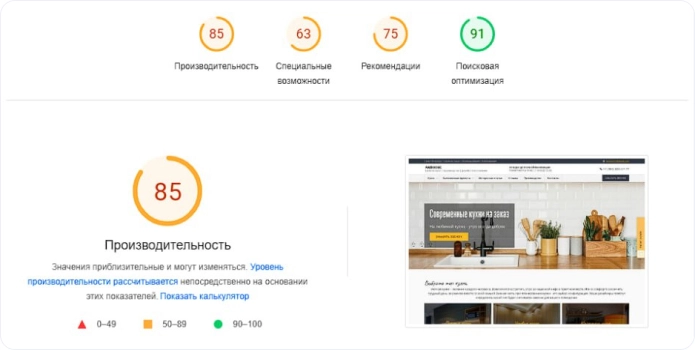 85
63
75
91
Производительность
Специальные
возможности
Рекомендации
Поисковая
оптимизация
85
Производительность
Значения приблизительные и могут изменяться. Уровень
производительности рассчитывается непосредственно на основании
этих показателей. Показать калькулятор
0–49
50–89
90–100
Современные кухни на заказ